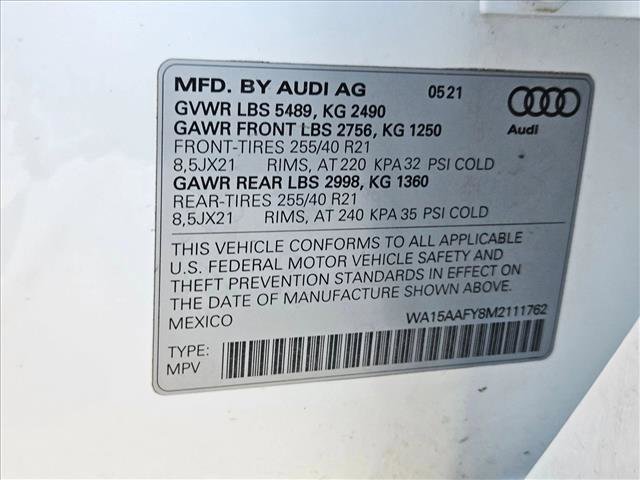 MFD. BY AUDI AG 05 21
GVWR LBS 5489, KG 2490
GAWR FRONT LBS 2756, KG 1250
FRONT-TIRES 255/40 R21
8,5JX21 RIMS, AT 220 KPA 32 PSI COLD
GAWR REAR LBS 2998, KG 1360
REAR-TIRES 255/40 R21
8,5JX21 RIMS, AT 240 KPA 35 PSI COLD
Audi
THIS VEHICLE CONFORMS TO ALL APPLICABLE
U.S. FEDERAL MOTOR VEHICLE SAFETY AND
THEFT PREVENTION STANDARDS IN EFFECT ON
THE DATE OF MANUFACTURE SHOWN ABOVE.
MEXICO WA15AAFY8M2111762
TYPE:
MPV